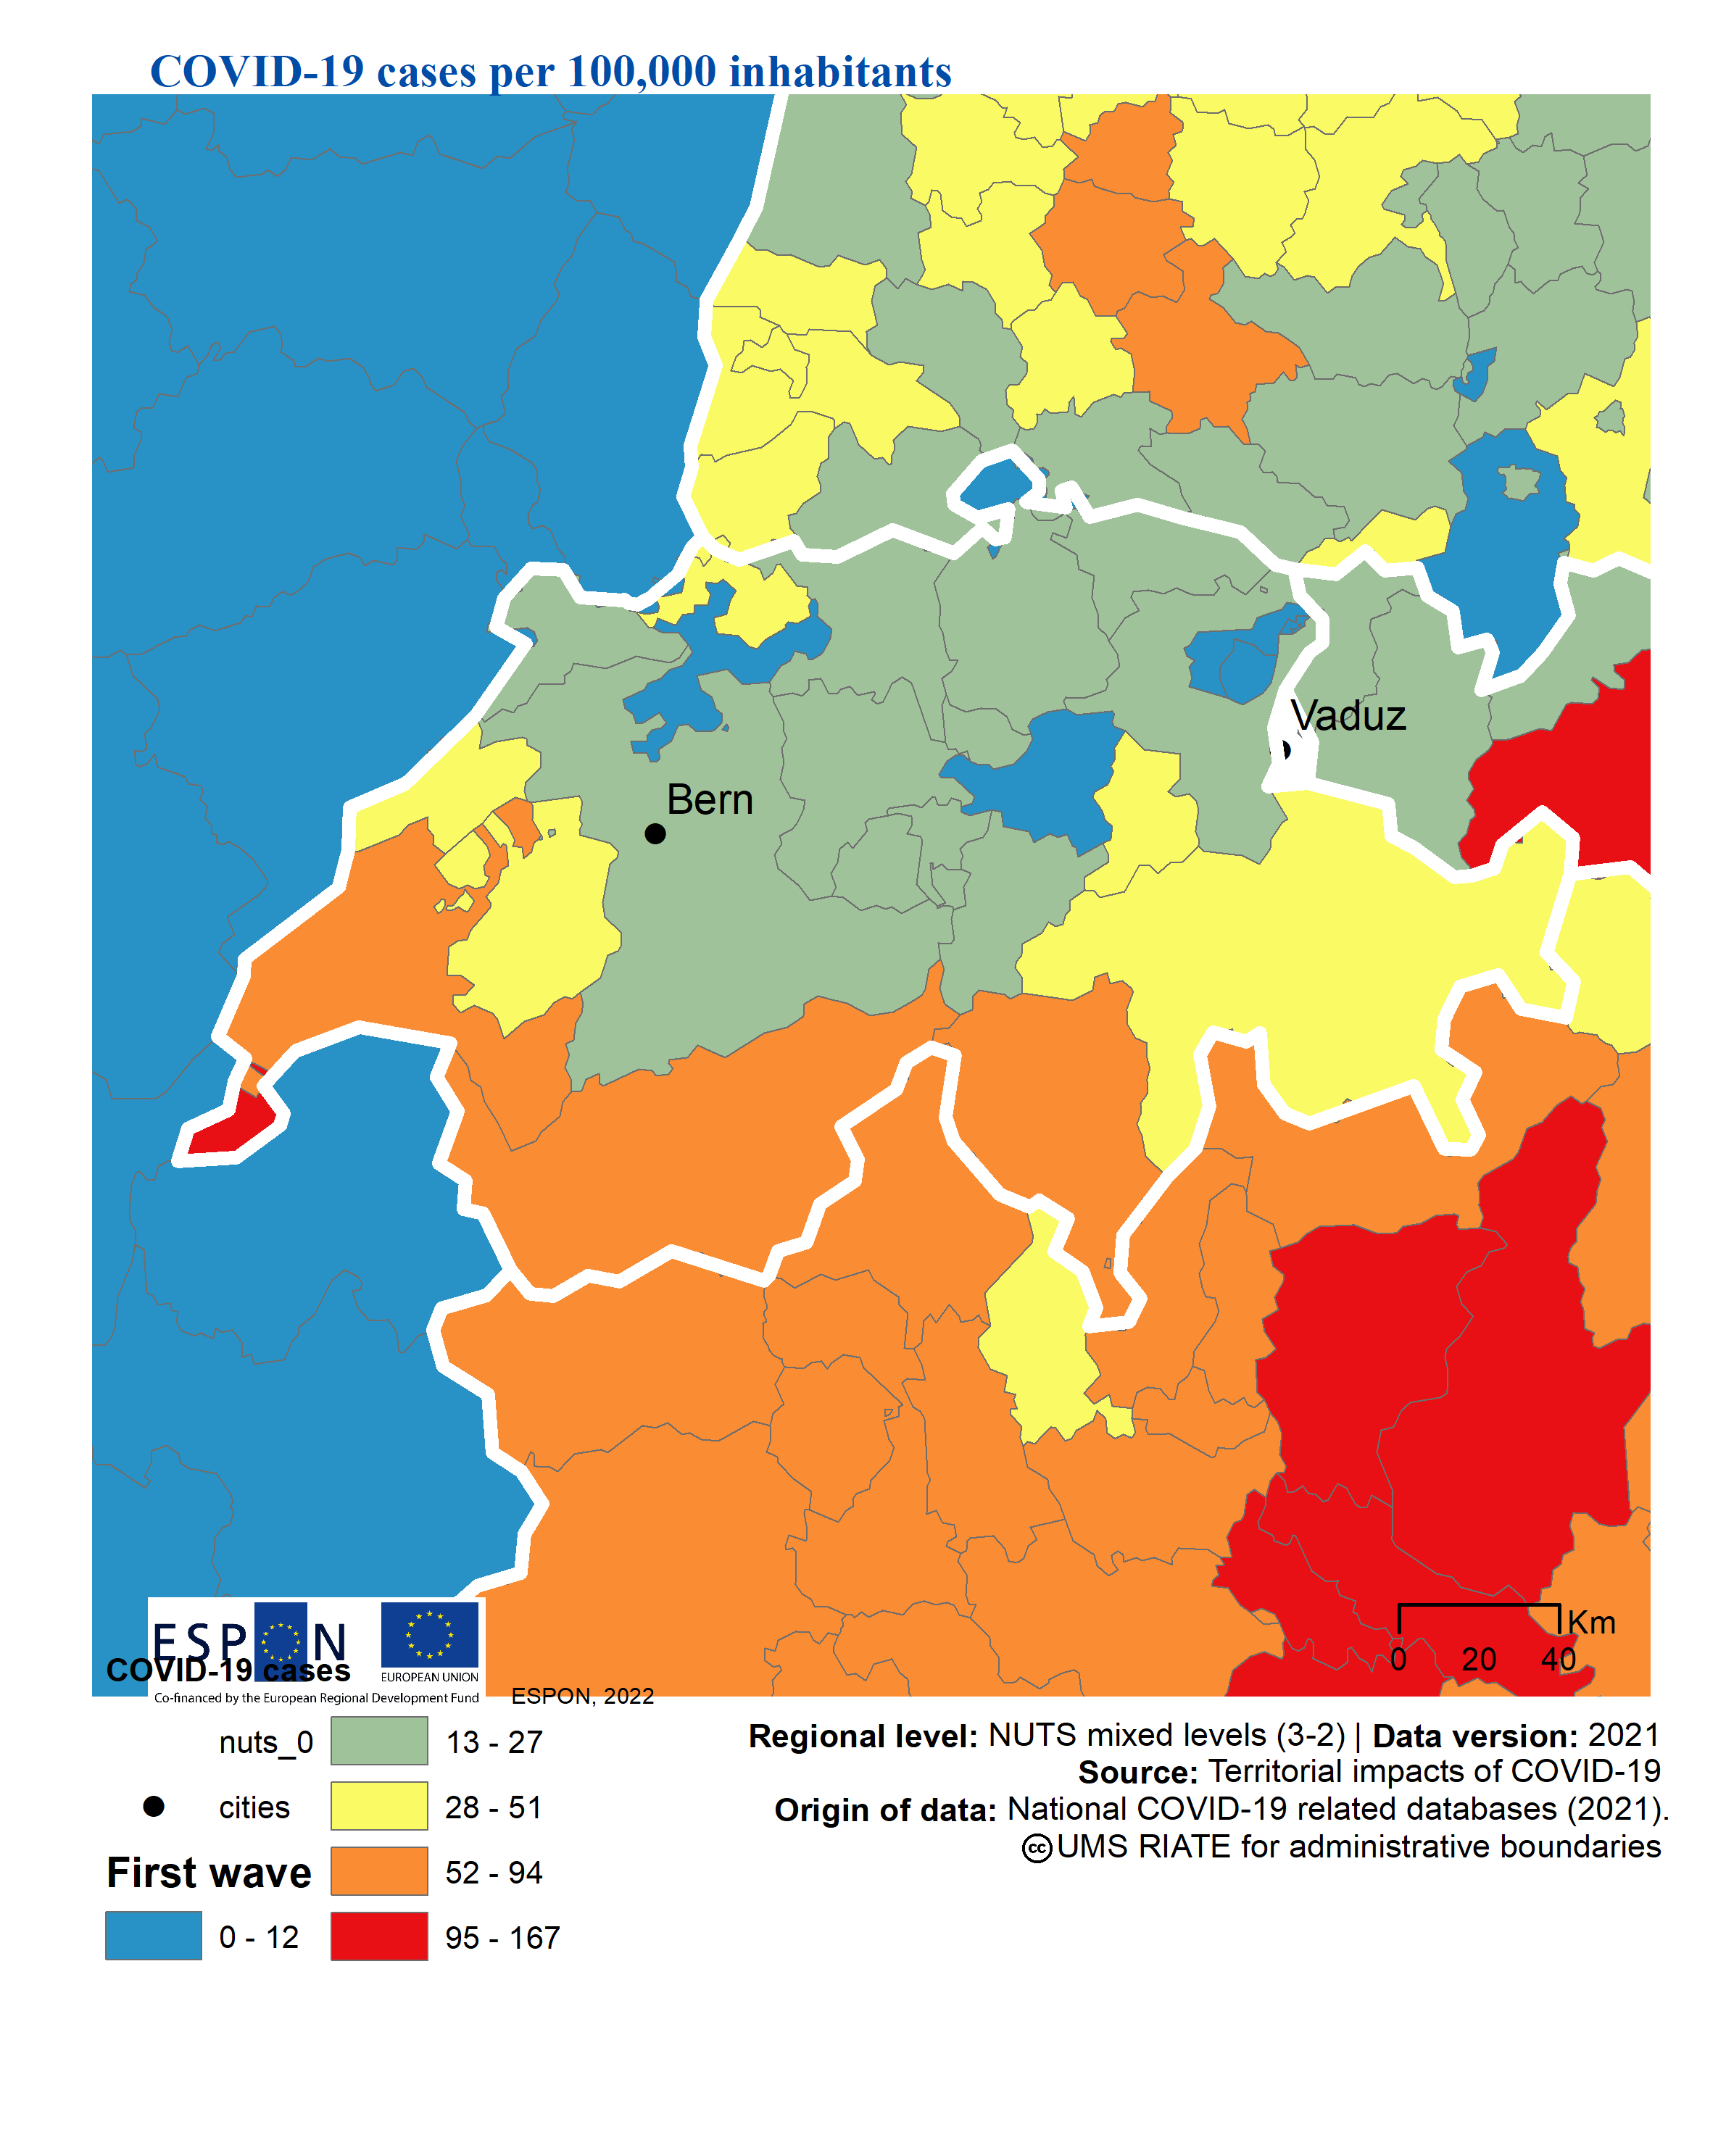 COVID-19 cases per 100,000 inhabitants
Vaduz
Bern
ESPON
EUROPEAN UNION
Co-financed by the European Regional Development Fund
COVID-19 cases
ESPON, 2022
Km
0 20 40
nuts_0
cities
First wave
0 - 12
13 - 27
28 - 51
52 - 94
95 - 167
Regional level: NUTS mixed levels (3-2) | Data version: 2021
Source: Territorial impacts of COVID-19
Origin of data: National COVID-19 related databases (2021).
cc UMS RIATE for administrative boundaries